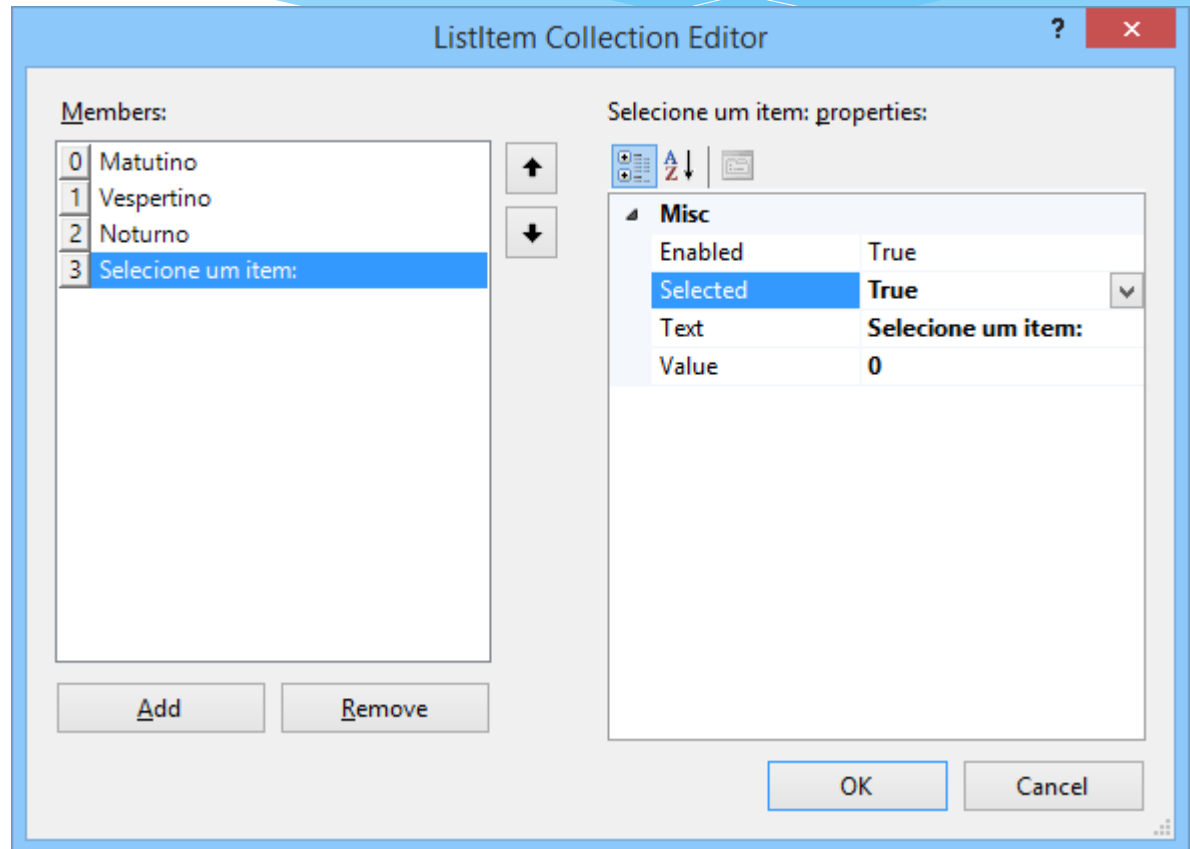 ListItem Collection Editor
?
×
Members:
0 Matutino
1 Vespertino
2 Noturno
3 Selecione um item:
Add
Remove
Selecione um item: properties:
A
Z
Misc
Enabled True
Selected True
Text Selecione um item:
Value 0
OK
Cancel